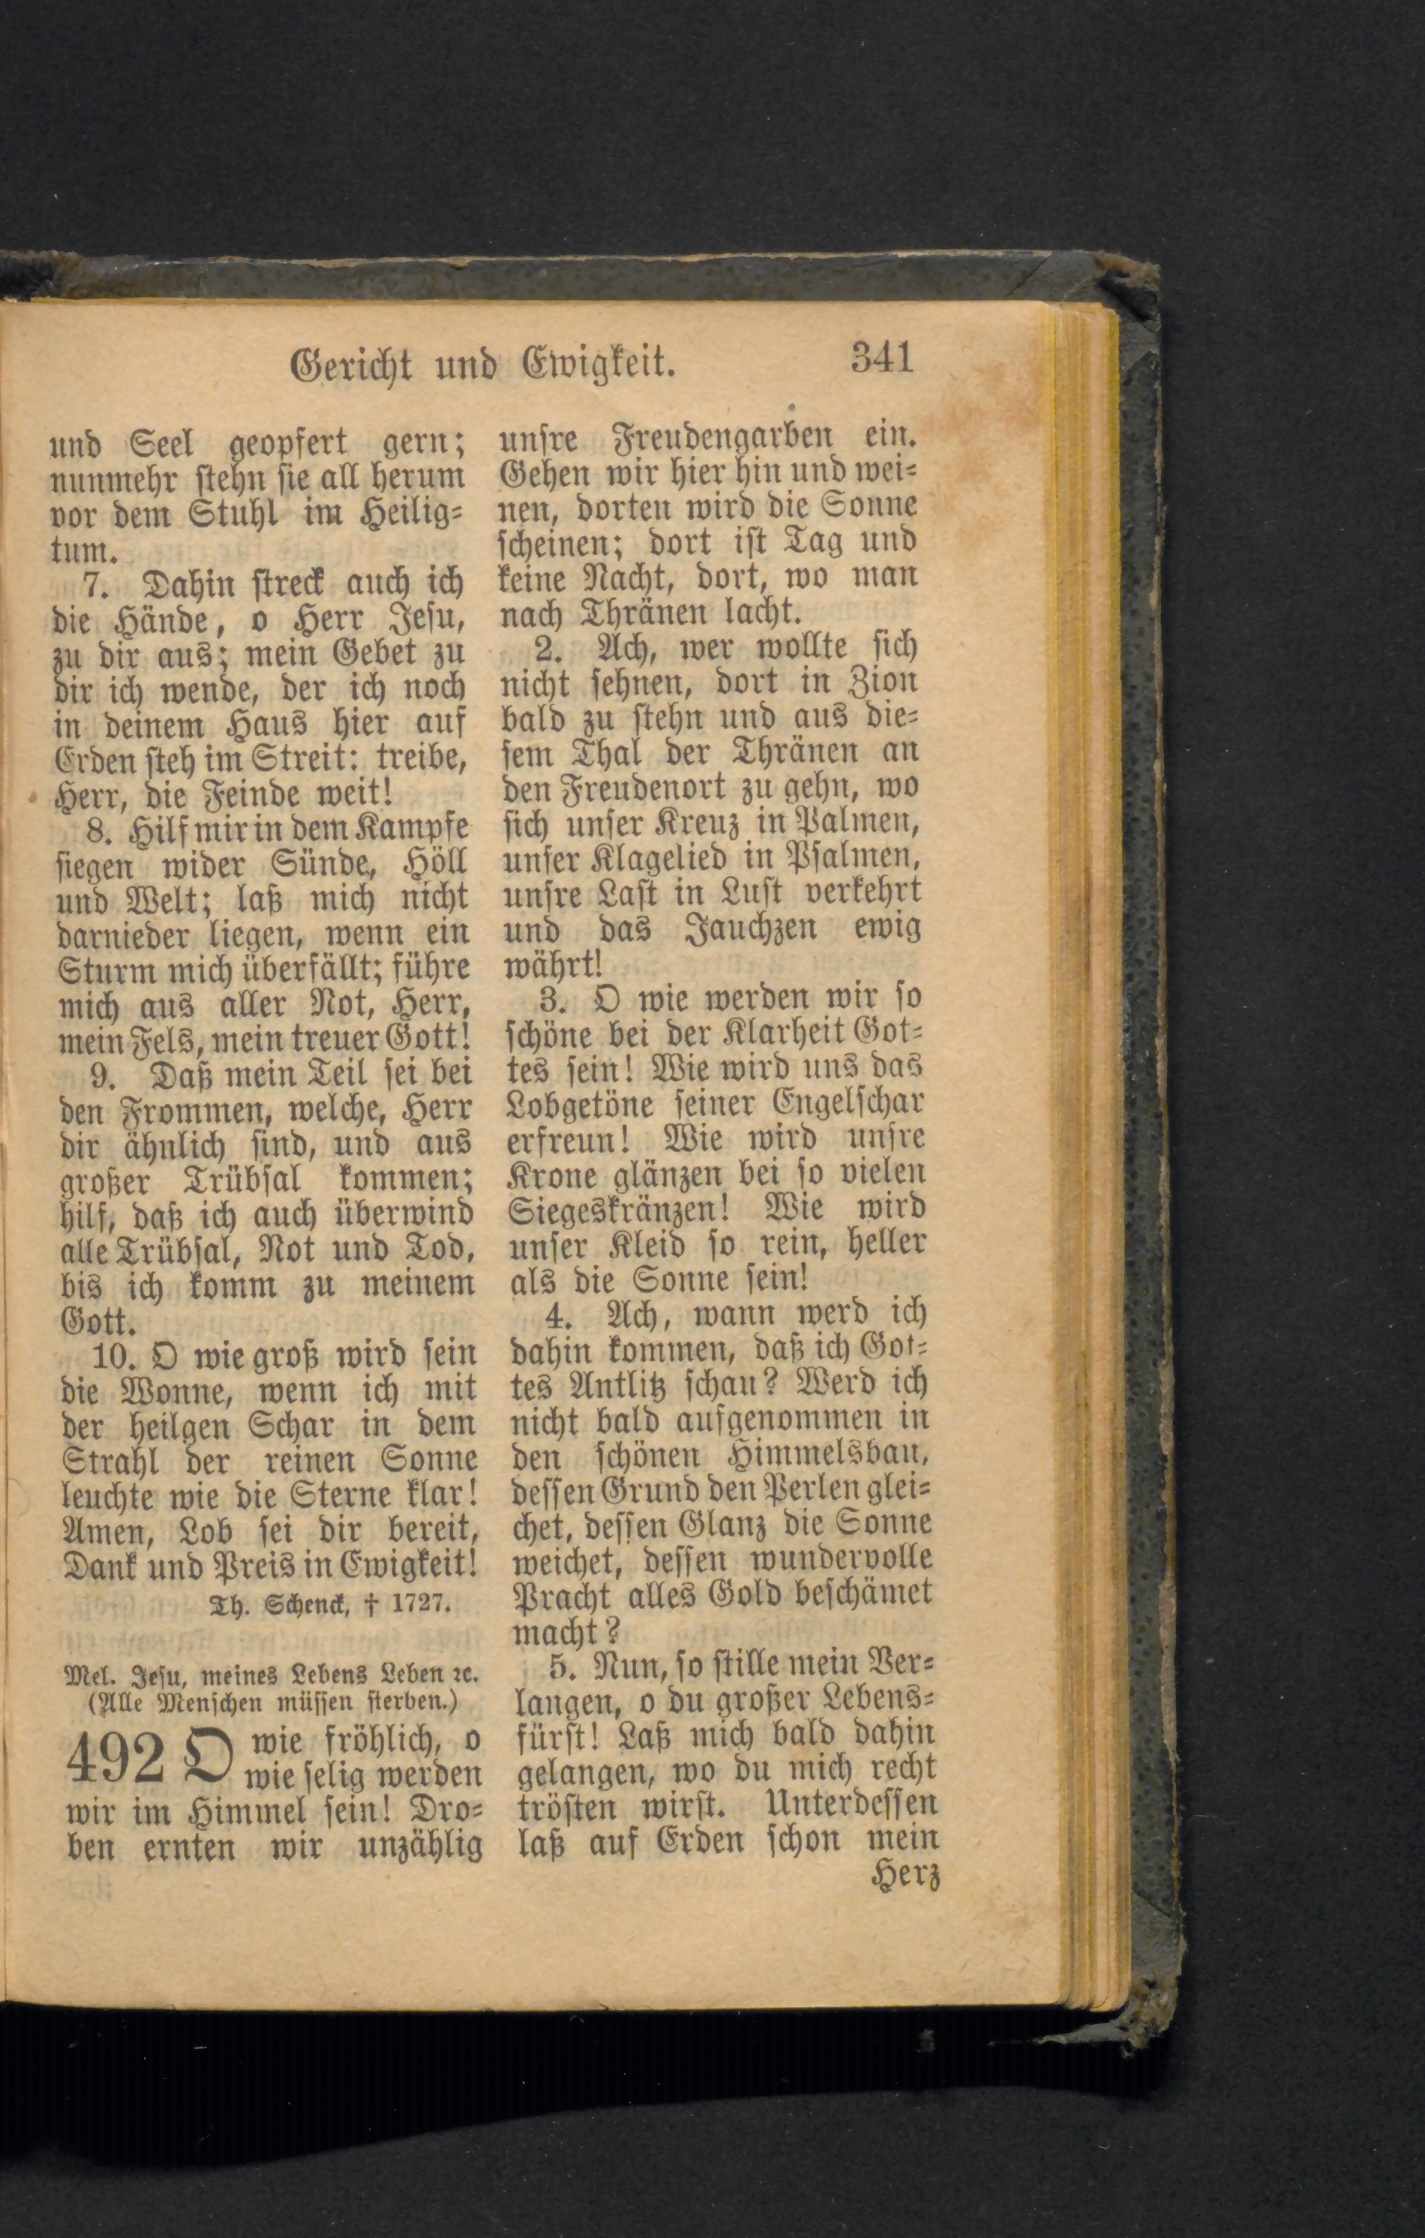 Gericht und Ewigkeit. 341
und Seel geopfert gern;
nunmehr stehn sie all herum
vor dem Stuhl im Heilig-
tum.
7. Dahin streck auch ich
die Hände, o Herr Jesu,
zu dir aus; mein Gebet zu
dir ich wende, der ich noch
in deinem Haus hier auf
Erden steh im Streit: treibe,
Herr, die Feinde weit!
8. Hilf mir in dem Kampfe
siegen wider Sünde, Höll
und Welt; laß mich nicht
darnieder liegen, wenn ein
Sturm mich überfällt; führe
mich aus aller Not, Herr,
mein Fels, mein treuer Gott!
9. Daß mein Teil sei bei
den Frommen, welche, Herr
dir ähnlich sind, und aus
großer Trübsal kommen;
hilf, daß ich auch überwind
alle Trübsal, Not und Tod,
bis ich komm zu meinem
Gott.
10. O wie groß wird sein
die Wonne, wenn ich mit
der heilgen Schar in dem
Strahl der reinen Sonne
leuchte wie die Sterne klar!
Amen, Lob sei dir bereit,
Dank und Preis in Ewigkeit!
Th. Schenck, † 1727.
Mel. Jesu, meines Lebens Leben ꝛc.
(Alle Menschen müssen sterben.)
492 O wie fröhlich, o
wie selig werden
wir im Himmel sein! Dro-
ben ernten wir unzählig
unsre Freudengarben ein.
Gehen wir hier hin und wei-
nen, dorten wird die Sonne
scheinen; dort ist Tag und
keine Nacht, dort, wo man
nach Thränen lacht.
2. Ach, wer wollte sich
nicht sehnen, dort in Zion
bald zu stehn und aus die-
sem Thal der Thränen an
den Freudenort zu gehn, wo
sich unser Kreuz in Palmen,
unser Klagelied in Psalmen,
unsre Last in Lust verkehrt
und das Jauchzen ewig
währt!
3. O wie werden wir so
schöne bei der Klarheit Got-
tes sein! Wie wird uns das
Lobgetöne seiner Engelschar
erfreun! Wie wird unsre
Krone glänzen bei so vielen
Siegeskränzen! Wie wird
unser Kleid so rein, heller
als die Sonne sein!
4. Ach, wann werd ich
dahin kommen, daß ich Got-
tes Antlitz schau? Werd ich
nicht bald aufgenommen in
den schönen Himmelsbau,
dessen Grund den Perlen glei-
chet, dessen Glanz die Sonne
weichet, dessen wundervolle
Pracht alles Gold beschämet
macht?
5. Nun, so stille mein Ver-
langen, o du großer Lebens-
fürst! Laß mich bald dahin
gelangen, wo du mich recht
trösten wirst. Unterdessen
laß auf Erden schon mein
Herz